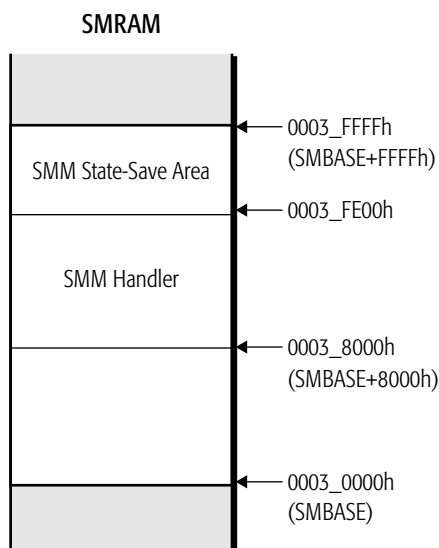 SMRAM
0003_FFFFh
(SMBASE+FFFFh)
SMM State-Save Area
0003_FE00h
SMM Handler
0003_8000h
(SMBASE+8000h)
0003_0000h
(SMBASE)